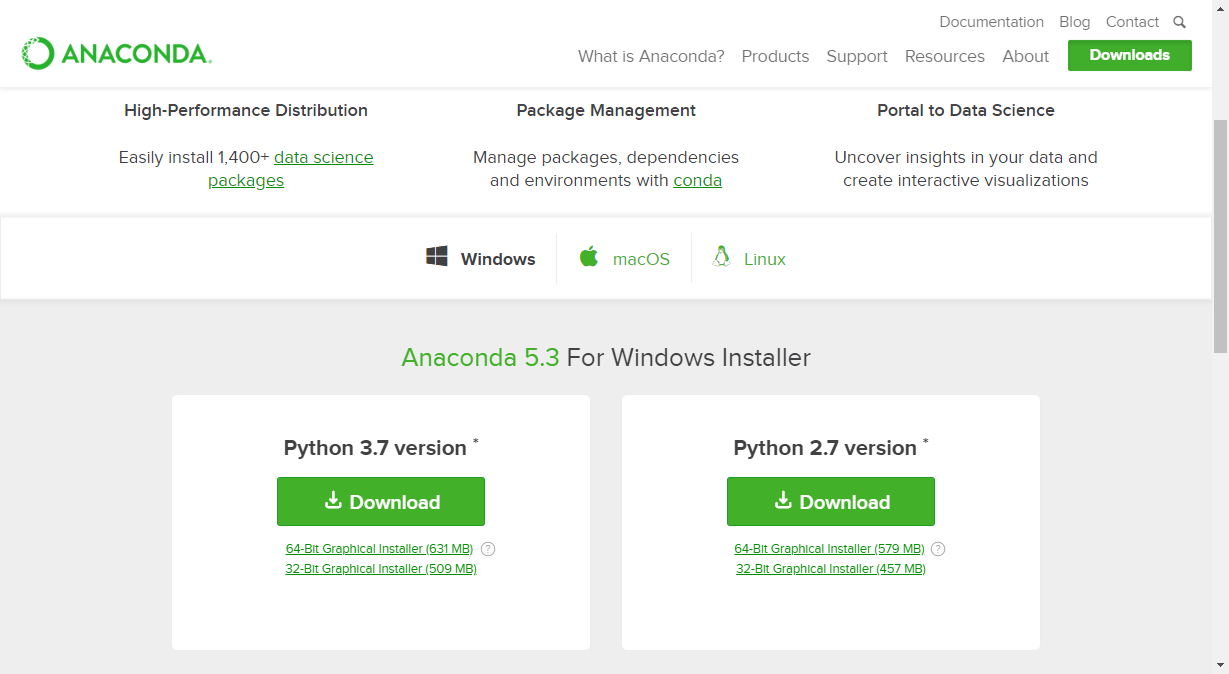 Documentation Blog Contact
ANACONDA.
What is Anaconda? Products Support Resources About Downloads
High-Performance Distribution
Easily install 1,400+ data science
packages
Package Management
Manage packages, dependencies
and environments with conda
Portal to Data Science
Uncover insights in your data and
create interactive visualizations
Windows macOS Linux
Anaconda 5.3 For Windows Installer
Python 3.7 version *
Download
64-Bit Graphical Installer (631 MB) ?
32-Bit Graphical Installer (509 MB)
Python 2.7 version *
Download
64-Bit Graphical Installer (579 MB) ?
32-Bit Graphical Installer (457 MB)